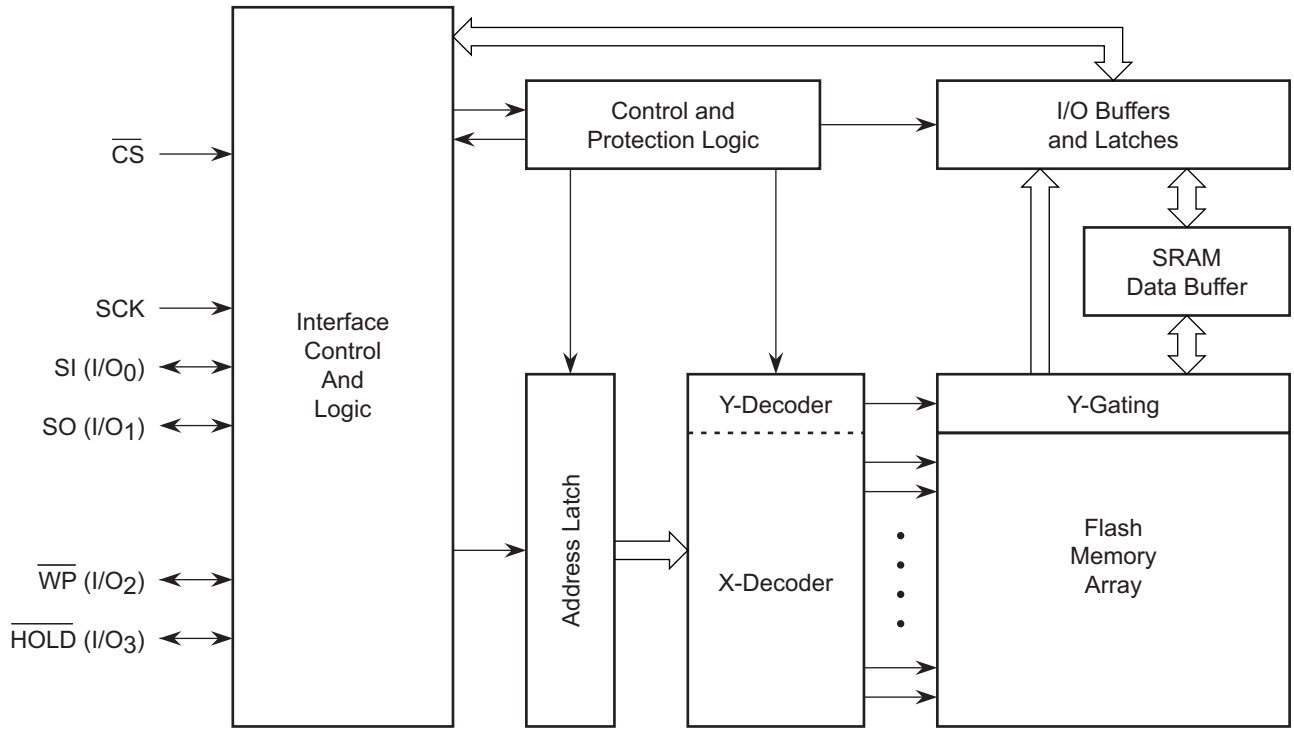 Control and
Protection Logic
I/O Buffers
and Latches
CS
SRAM
Data Buffer
SCK
Interface
Control
And
Logic
SI (I/O0)
SO (I/O1)
Y-Decoder
Y-Gating
Address Latch
X-Decoder
Flash
Memory
Array
WP (I/O2)
HOLD (I/O3)